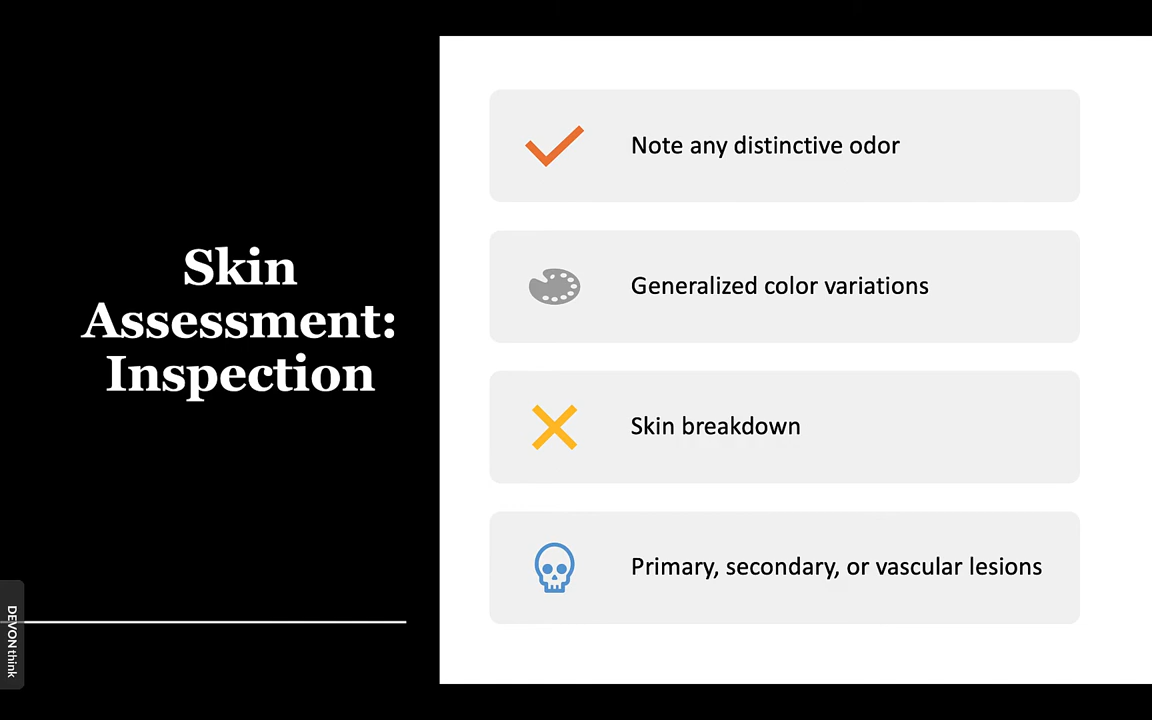 Skin
Assessment:
Inspection
Note any distinctive odor
Generalized color variations
Skin breakdown
Primary, secondary, or vascular lesions
DEVONthink